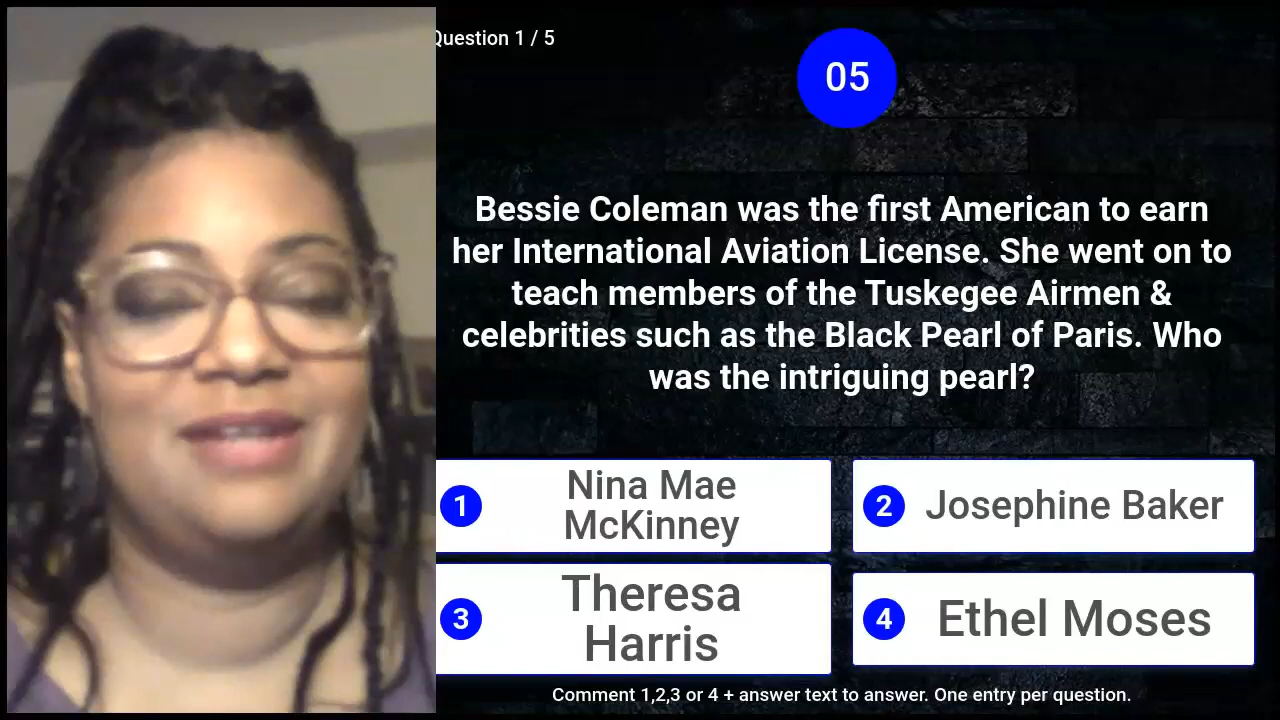 Question 1 / 5
05
Bessie Coleman was the first American to earn
her International Aviation License. She went on to
teach members of the Tuskegee Airmen &
celebrities such as the Black Pearl of Paris. Who
was the intriguing pearl?
1
Nina Mae
McKinney
2 Josephine Baker
3
Theresa
Harris
4 Ethel Moses
Comment 1,2,3 or 4 + answer text to answer. One entry per question.